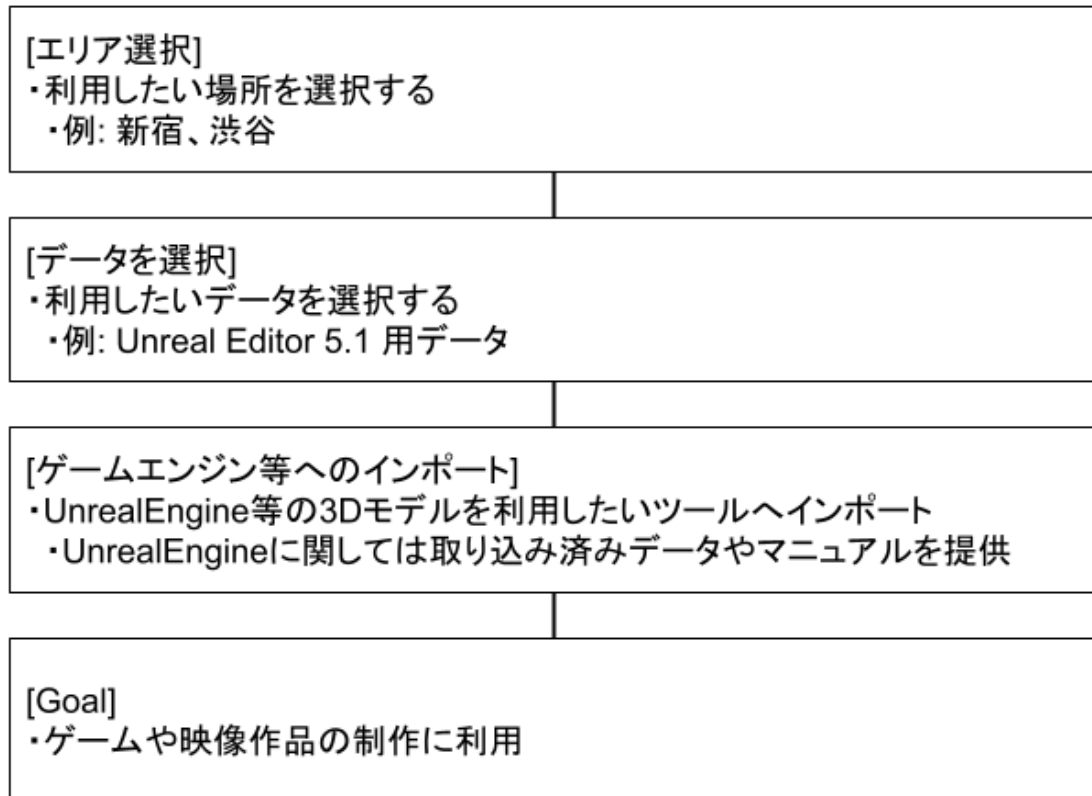 [エリア選択]
・利用したい場所を選択する
・例: 新宿、渋谷
[データを選択]
・利用したいデータを選択する
・例: Unreal Editor 5.1 用データ
[ゲームエンジン等へのインポート]
・UnrealEngine等の3Dモデルを利用したいツールへインポート
・UnrealEngineに関しては取り込み済みデータやマニュアルを提供
[Goal]
・ゲームや映像作品の制作に利用